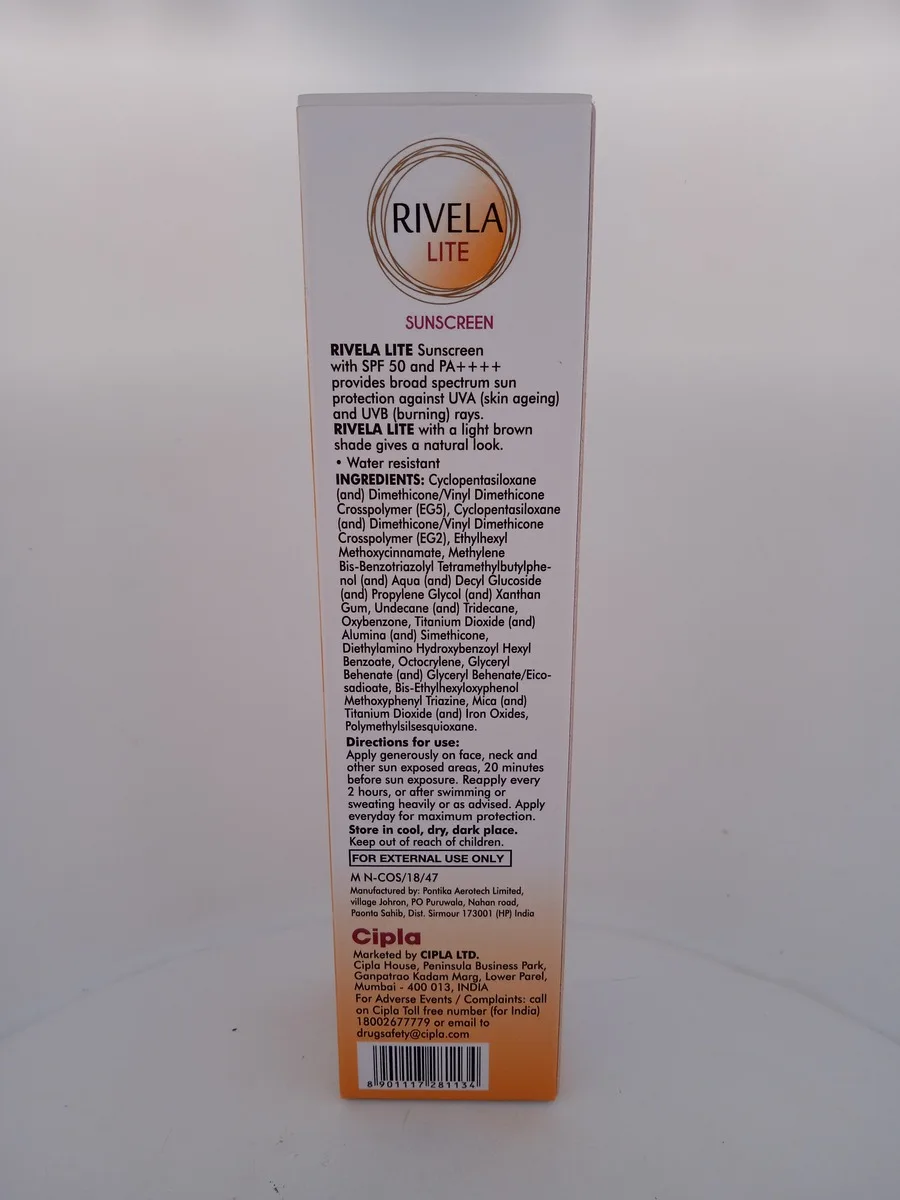 RIVELA
LITE
SUNSCREEN
RIVELA LITE Sunscreen
with SPF 50 and PA++++
provides broad spectrum sun
protection against UVA (skin ageing)
and UVB (burning) rays.
RIVELA LITE with a light brown
shade gives a natural look.
• Water resistant
INGREDIENTS: Cyclopentasiloxane
(and) Dimethicone/Vinyl Dimethicone
Crosspolymer (EG5), Cyclopentasiloxane
(and) Dimethicone/Vinyl Dimethicone
Crosspolymer (EG2), Ethylhexyl
Methoxycinnamate, Methylene
Bis-Benzotriazolyl Tetramethylbutylphe-
nol (and) Aqua (and) Decyl Glucoside
(and) Propylene Glycol (and) Xanthan
Gum, Undecane (and) Tridecane,
Oxybenzone, Titanium Dioxide (and)
Alumina (and) Simethicone,
Diethylamino Hydroxybenzoyl Hexyl
Benzoate, Octocrylene, Glyceryl
Behenate (and) Glyceryl Behenate/Eico-
sadioate, Bis-Ethylhexyloxyphenol
Methoxyphenyl Triazine, Mica (and)
Titanium Dioxide (and) Iron Oxides,
Polymethylsilsesquioxane.
Directions for use:
Apply generously on face, neck and
other sun exposed areas, 20 minutes
before sun exposure. Reapply every
2 hours, or after swimming or
sweating heavily or as advised. Apply
everyday for maximum protection.
Store in cool, dry, dark place.
Keep out of reach of children.
FOR EXTERNAL USE ONLY
M N-COS/18/47
Manufactured by: Pontika Aerotech Limited,
village Johron, PO Puruwala, Nahan road,
Paonta Sahib, Dist. Sirmour 173001 (HP) India
Cipla
Marketed by CIPLA LTD.
Cipla House, Peninsula Business Park,
Ganpatrao Kadam Marg, Lower Parel,
Mumbai - 400 013, INDIA
For Adverse Events / Complaints: call
on Cipla Toll free number (for India)
18002677779 or email to
drugsafety@cipla.com
8 901117 281134